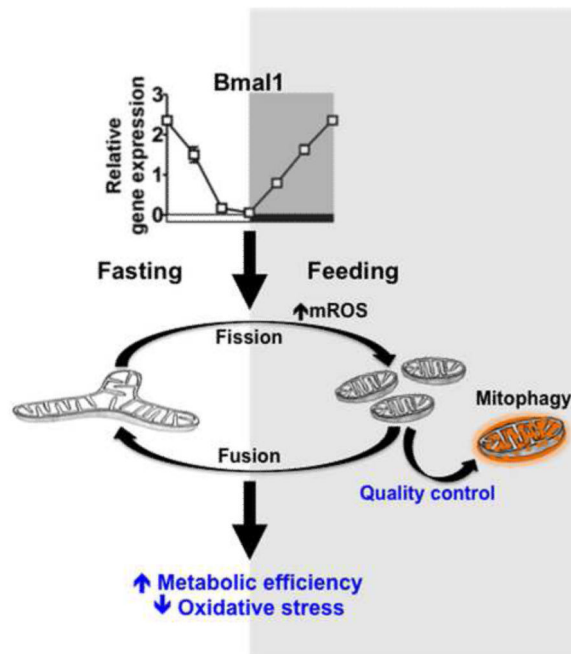 Bmal1
Relative
gene expression
3
2
1
0
Fasting
Feeding
↑mROS
Fission
Mitophagy
Fusion
Quality control
↑ Metabolic efficiency
↓ Oxidative stress